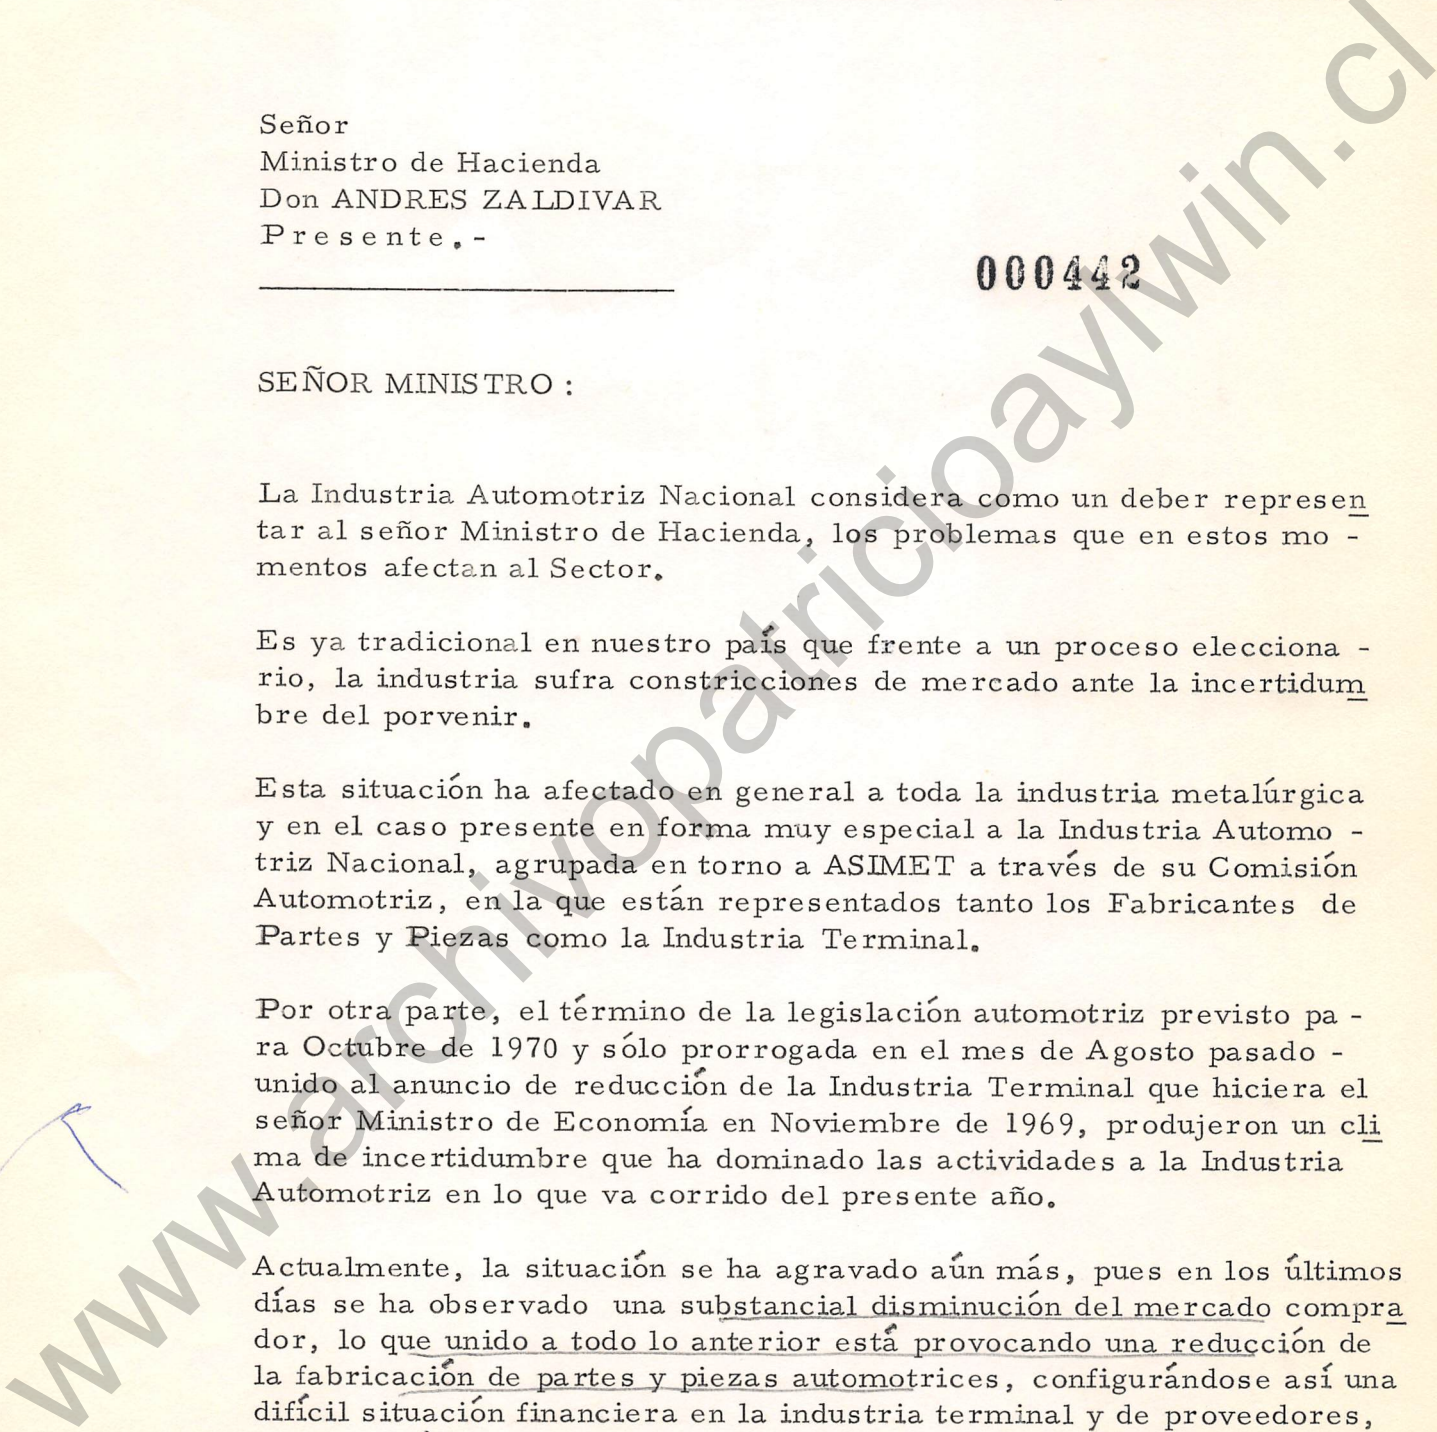 Señor
Ministro de Hacienda
Don ANDRES ZALDIVAR
Presente.-
000442
SEÑOR MINISTRO :
La Industria Automotriz Nacional considera como un deber represen
tar al señor Ministro de Hacienda, los problemas que en estos mo -
mentos afectan al Sector.
Es ya tradicional en nuestro país que frente a un proceso elecciona -
rio, la industria sufra constricciones de mercado ante la incertidum
bre del porvenir.
Esta situación ha afectado en general a toda la industria metalúrgica
y en el caso presente en forma muy especial a la Industria Automo -
triz Nacional, agrupada en torno a ASIMET a través de su Comisión
Automotriz, en la que están representados tanto los Fabricantes de
Partes y Piezas como la Industria Terminal.
Por otra parte, el término de la legislación automotriz previsto pa -
ra Octubre de 1970 y sólo prorrogada en el mes de Agosto pasado -
unido al anuncio de reducción de la Industria Terminal que hiciera el
señor Ministro de Economía en Noviembre de 1969, produjeron un cli
ma de incertidumbre que ha dominado las actividades a la Industria
Automotriz en lo que va corrido del presente año.
Actualmente, la situación se ha agravado aún más, pues en los últimos
días se ha observado una substancial disminución del mercado compra
dor, lo que unido a todo lo anterior está provocando una reducción de
la fabricación de partes y piezas automotrices, configurándose así una
difícil situación financiera en la industria terminal y de proveedores,
www.archivopatricioaylwin.cl